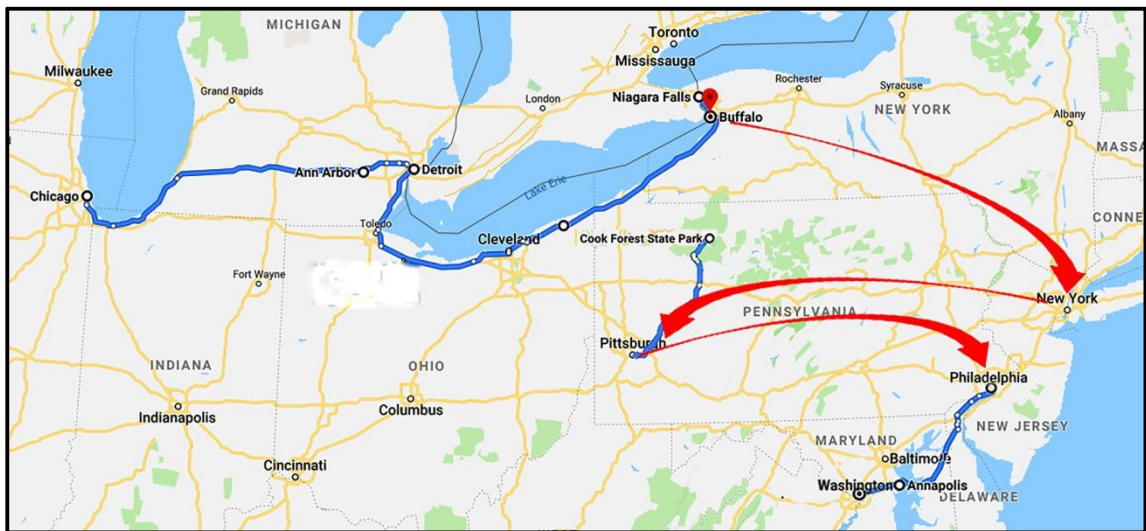 MICHIGAN
Toronto
Mississauga
Milwaukee
Grand Rapids
London
Niagara Falls
Buffalo
Rochester
Syracuse
NEW YORK
Albany
MASSA
Ann Arbor
Detroit
Chicago
Lake Erie
CONNE
Toledo
Cleveland
Cook Forest State Park
Fort Wayne
New York
PENNSYLVANIA
Pittsburgh
INDIANA
OHIO
Philadelphia
Indianapolis
Columbus
NEW JERSEY
MARYLAND
Baltimore
Cincinnati
Washington
Annapolis
DELAWARE